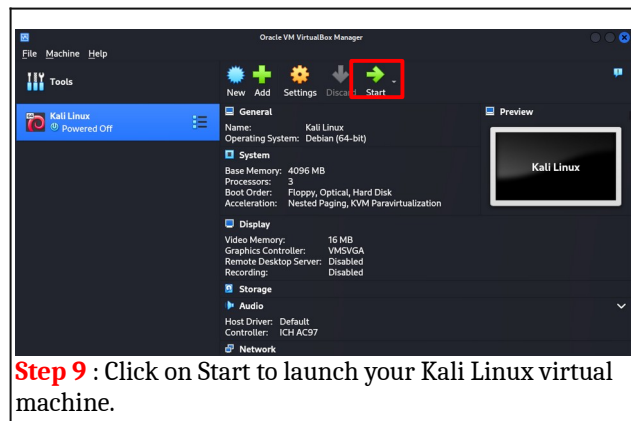 Oracle VM VirtualBox Manager
File Machine Help
Tools
New Add Settings Discard Start
Kali Linux
Powered Off
General
Name: Kali Linux
Operating System: Debian (64-bit)
System
Base Memory: 4096 MB
Processors: 3
Boot Order: Floppy, Optical, Hard Disk
Acceleration: Nested Paging, KVM Paravirtualization
Display
Video Memory: 16 MB
Graphics Controller: VMSVGA
Remote Desktop Server: Disabled
Recording: Disabled
Storage
Audio
Host Driver: Default
Controller: ICH AC97
Network
Preview
Kali Linux
Step 9 : Click on Start to launch your Kali Linux virtual
machine.